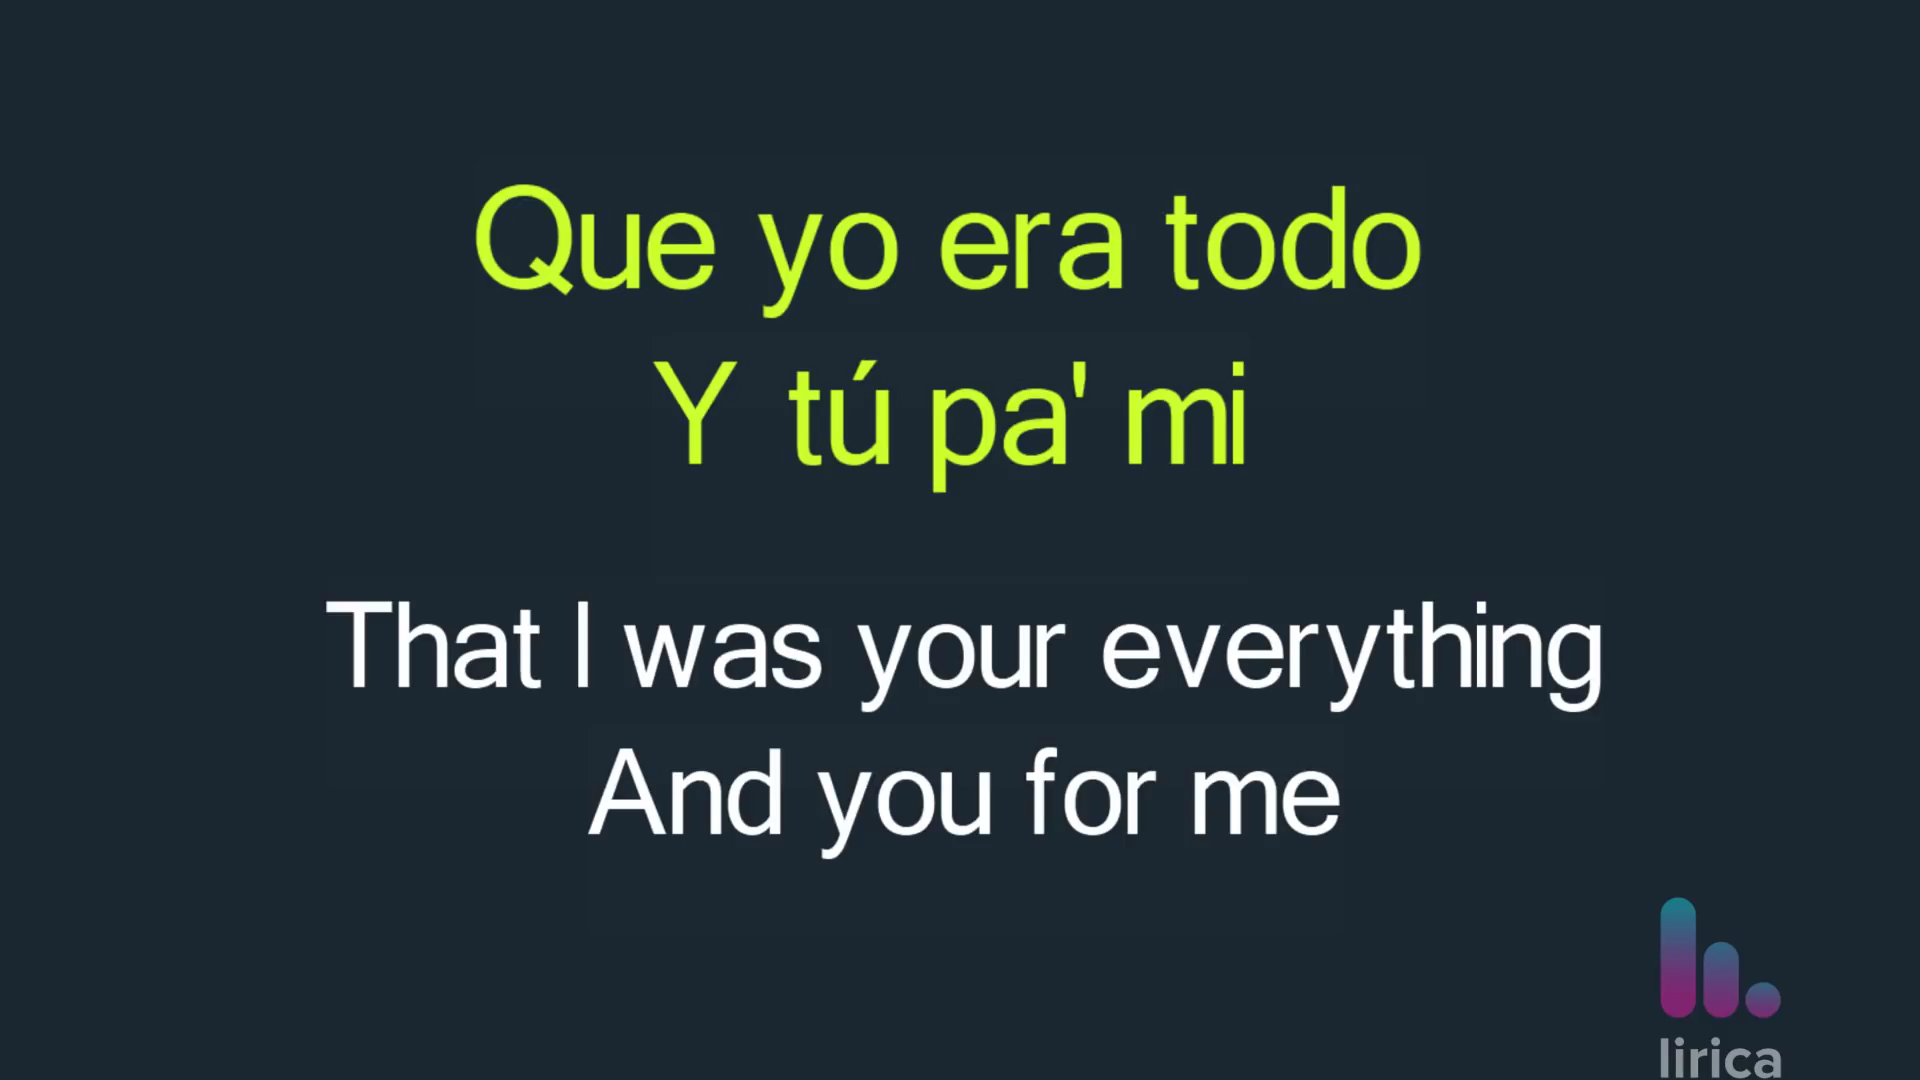 Que yo era todo
Y tú pa' mi
That I was your everything
And you for me
lirica